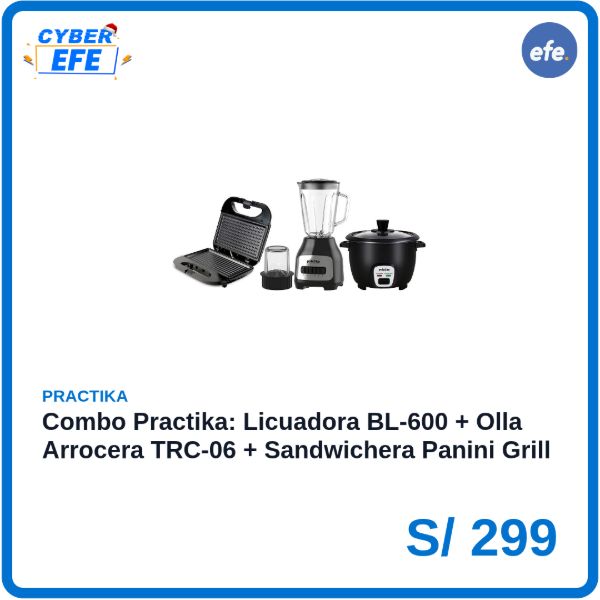 CYBER
EFE
efe.
PRACTIKA
Combo Practika: Licuadora BL-600 + Olla
Arrocera TRC-06 + Sandwichera Panini Grill
S/ 299